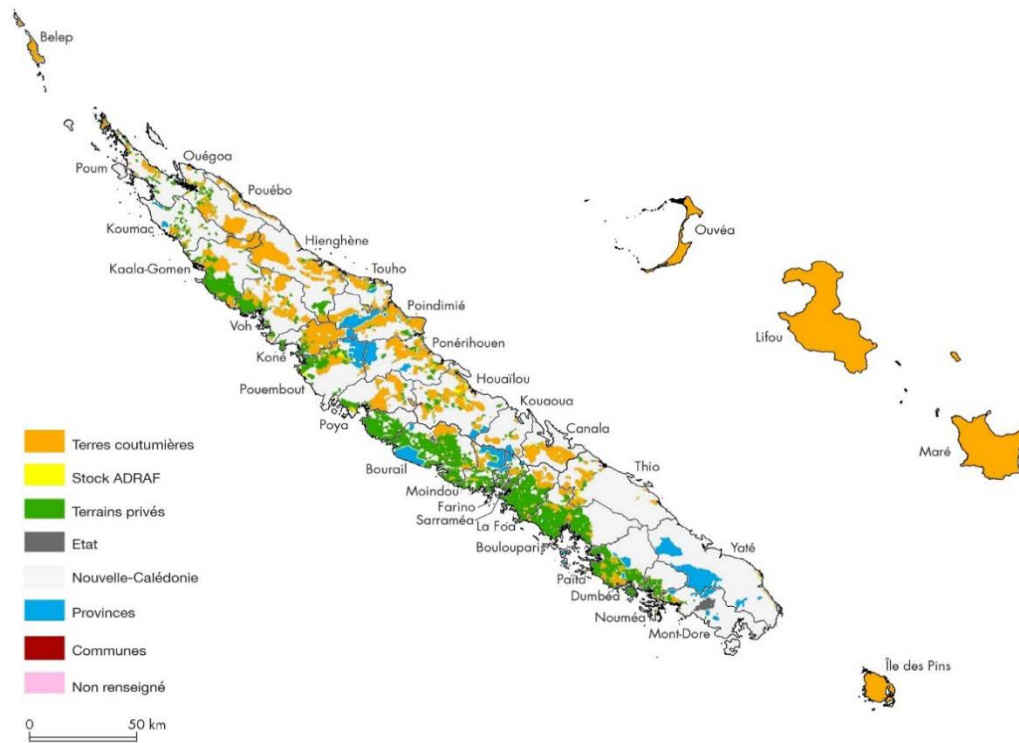 Belep
Ouégoa
Poum
Pouébo
Koumac
Hienghène
Ouvéa
Kaala-Gomen
Touho
Poindimié
Lifou
Voh
Ponérihouen
Koné
Houaïlou
Pouembout
Kouaoua
Poya
Canala
Maré
Thio
Bourail
Moindou
Farino
Sarraméa
La Foa
Boulouparis
Yaté
Païta
Dumbéa
Nouméa
Mont-Dore
Île des Pins
Terres coutumières
Stock ADRAF
Terrains privés
Etat
Nouvelle-Calédonie
Provinces
Communes
Non renseigné
0 50 km